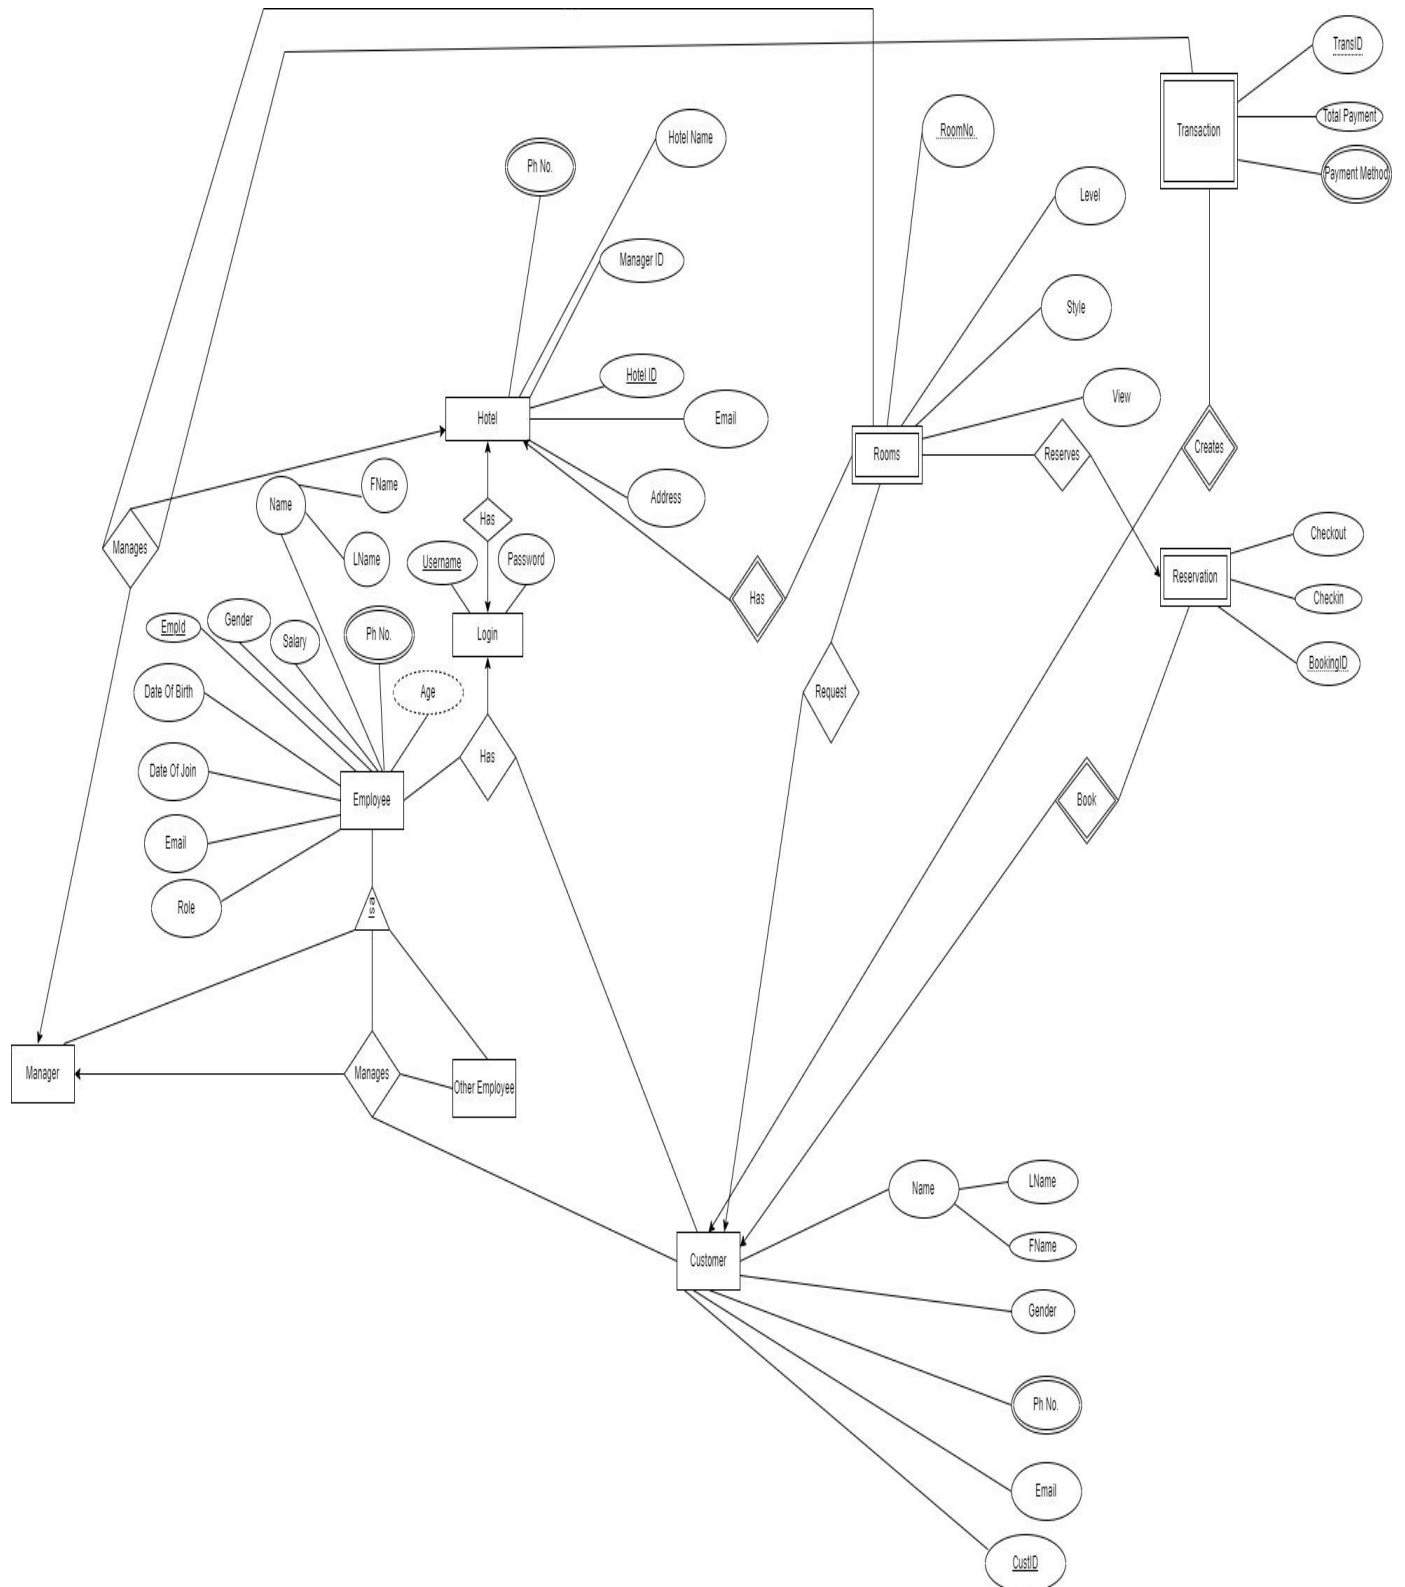 TransID
Total Payment
Payment Method
Transaction
RoomNo.
Hotel Name
Ph No.
Level
Manager ID
Style
Hotel ID
View
Email
Hotel
Rooms
Reserves
Creates
Address
FName
Name
Has
LName
Manages
Username
Password
Checkout
Reservation
Checkin
BookingID
Has
EmpId
Gender
Salary
Ph No.
Login
Date Of Birth
Age
Request
Has
Date Of Join
Employee
Book
Email
Role
Isa
Manager
Manages
Other Employee
Name
LName
FName
Customer
Gender
Ph No.
Email
CustID